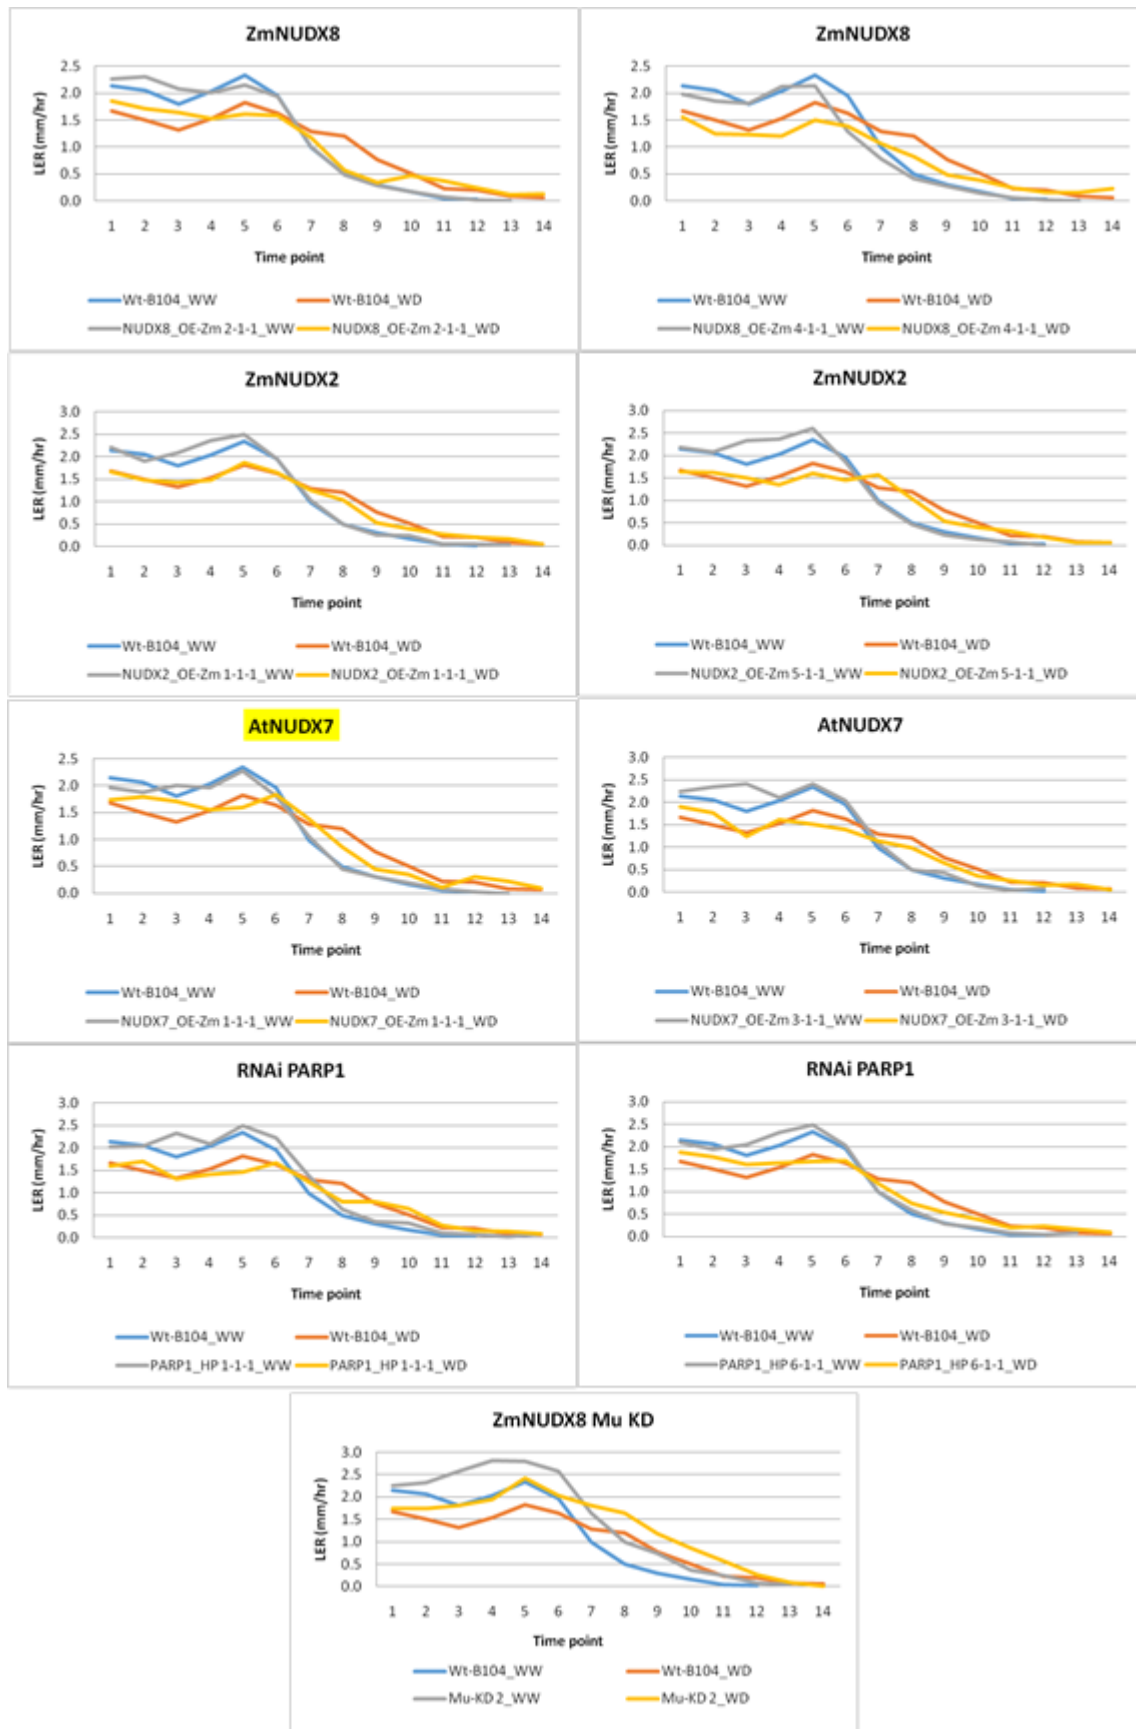 ZmNUDX8
LER (mm/hr)
2.5
2.0
1.5
1.0
0.5
0.0
1 2 3 4 5 6 7 8 9 10 11 12 13 14
Time point
Wt-B104_WW Wt-B104_WD
NUDX8_OE-Zm 2-1-1_WW NUDX8_OE-Zm 2-1-1_WD
ZmNUDX8
LER (mm/hr)
2.5
2.0
1.5
1.0
0.5
0.0
1 2 3 4 5 6 7 8 9 10 11 12 13 14
Time point
Wt-B104_WW Wt-B104_WD
NUDX8_OE-Zm 4-1-1_WW NUDX8_OE-Zm 4-1-1_WD
ZmNUDX2
LER (mm/hr)
3.0
2.5
2.0
1.5
1.0
0.5
0.0
1 2 3 4 5 6 7 8 9 10 11 12 13 14
Time point
Wt-B104_WW Wt-B104_WD
NUDX2_OE-Zm 1-1-1_WW NUDX2_OE-Zm 1-1-1_WD
ZmNUDX2
LER (mm/hr)
3.0
2.5
2.0
1.5
1.0
0.5
0.0
1 2 3 4 5 6 7 8 9 10 11 12 13 14
Time point
Wt-B104_WW Wt-B104_WD
NUDX2_OE-Zm 5-1-1_WW NUDX2_OE-Zm 5-1-1_WD
AtNUDX7
LER (mm/hr)
2.5
2.0
1.5
1.0
0.5
0.0
1 2 3 4 5 6 7 8 9 10 11 12 13 14
Time point
Wt-B104_WW Wt-B104_WD
NUDX7_OE-Zm 1-1-1_WW NUDX7_OE-Zm 1-1-1_WD
AtNUDX7
LER (mm/hr)
3.0
2.5
2.0
1.5
1.0
0.5
0.0
1 2 3 4 5 6 7 8 9 10 11 12 13 14
Time point
Wt-B104_WW Wt-B104_WD
NUDX7_OE-Zm 3-1-1_WW NUDX7_OE-Zm 3-1-1_WD
RNAi PARP1
LER (mm/hr)
3.0
2.5
2.0
1.5
1.0
0.5
0.0
1 2 3 4 5 6 7 8 9 10 11 12 13 14
Time point
Wt-B104_WW Wt-B104_WD
PARP1_HP 1-1-1_WW PARP1_HP 1-1-1_WD
RNAi PARP1
LER (mm/hr)
3.0
2.5
2.0
1.5
1.0
0.5
0.0
1 2 3 4 5 6 7 8 9 10 11 12 13 14
Time point
Wt-B104_WW Wt-B104_WD
PARP1_HP 6-1-1_WW PARP1_HP 6-1-1_WD
ZmNUDX8 Mu KD
LER (mm/hr)
3.0
2.5
2.0
1.5
1.0
0.5
0.0
1 2 3 4 5 6 7 8 9 10 11 12 13 14
Time point
Wt-B104_WW Wt-B104_WD
Mu-KD 2_WW Mu-KD 2_WD